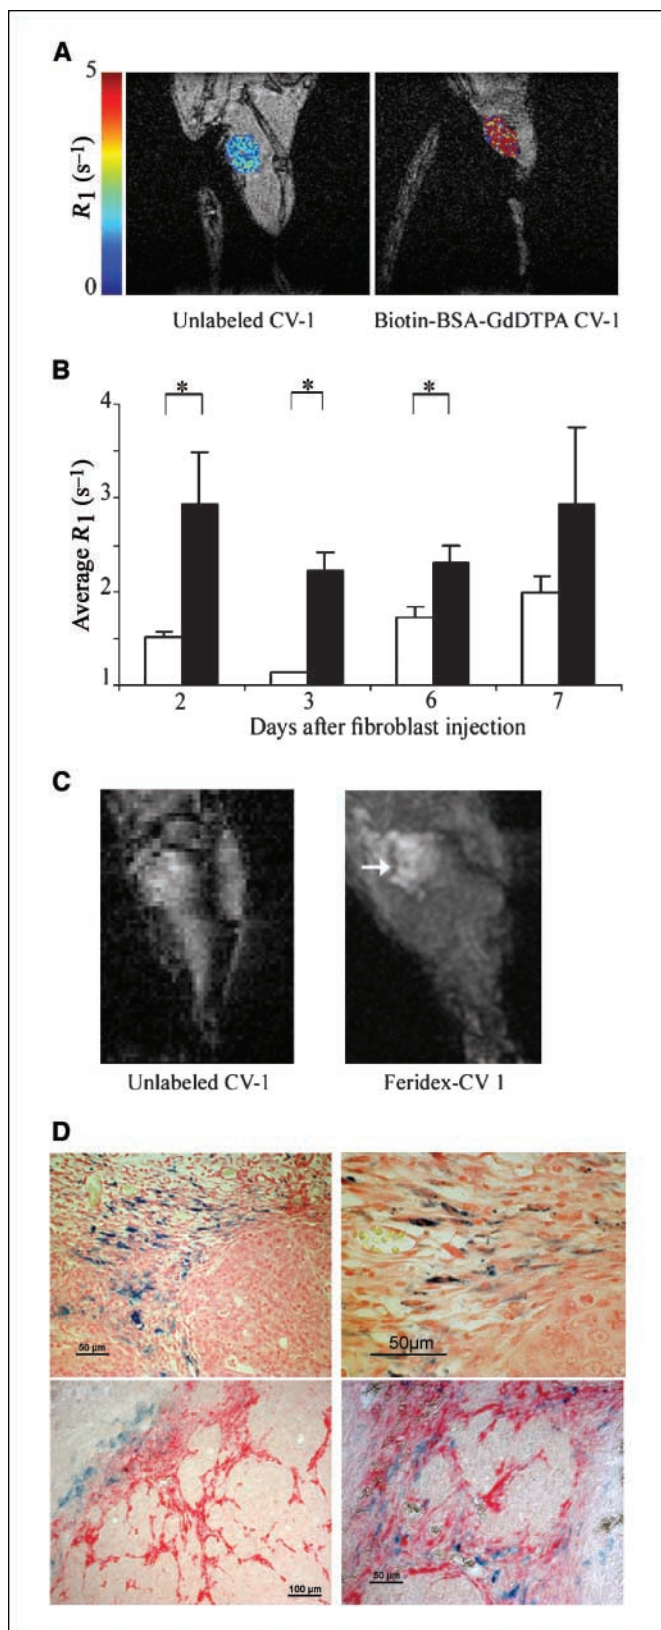 A
5
R1 (s−1)
0
Unlabeled CV-1
Biotin-BSA-GdDTPA CV-1
B
* * *
4
3
2
1
Average R1 (s−1)
2 3 6 7
Days after fibroblast injection
C
Unlabeled CV-1
Feridex-CV 1
D
50 µm
50µm
100 µm
50 µm